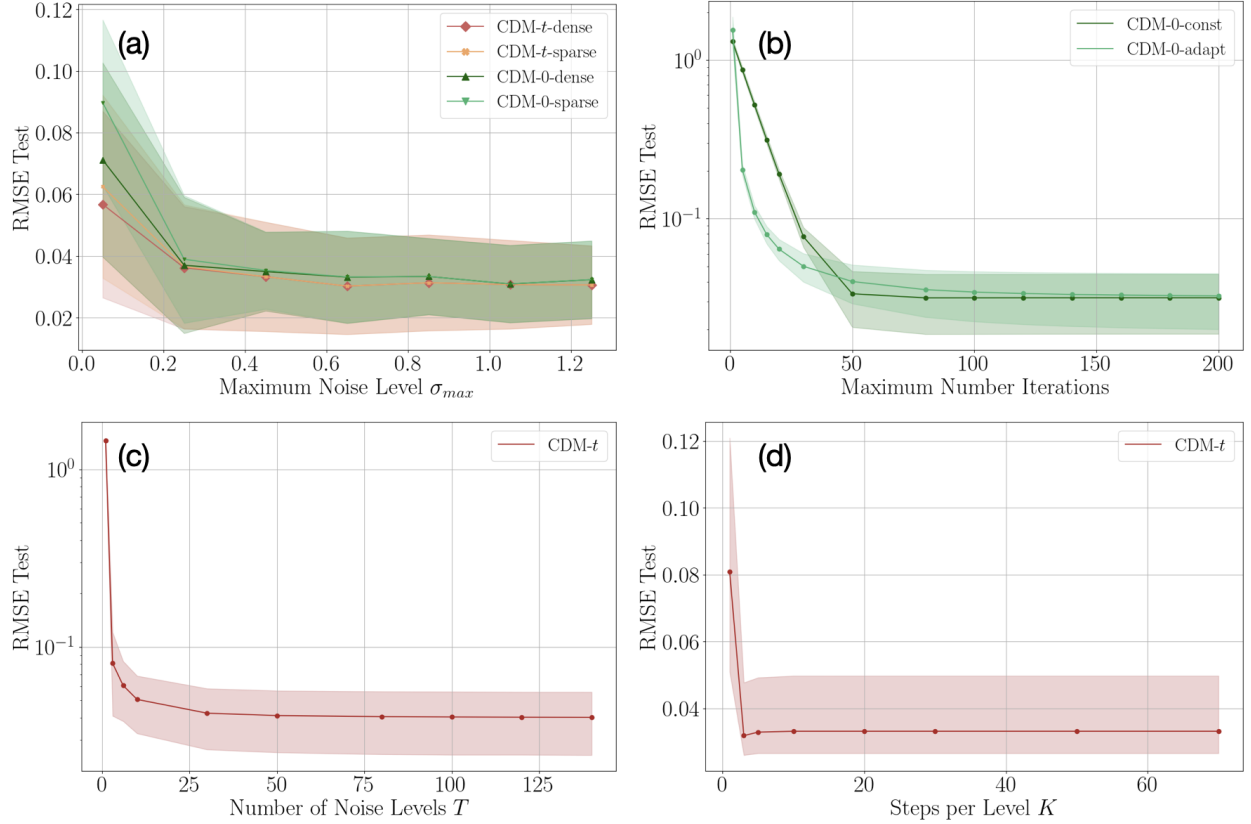 (a)
RMSE Test
0.12
0.10
0.08
0.06
0.04
0.02
0.0
0.2
0.4
0.6
0.8
1.0
1.2
Maximum Noise Level σ_max
CDM-t-dense
CDM-t-sparse
CDM-0-dense
CDM-0-sparse
(b)
RMSE Test
10⁰
10⁻¹
0
50
100
150
200
Maximum Number Iterations
CDM-0-const
CDM-0-adapt
(c)
RMSE Test
10⁰
10⁻¹
0
25
50
75
100
125
Number of Noise Levels T
CDM-t
(d)
RMSE Test
0.12
0.10
0.08
0.06
0.04
0
20
40
60
Steps per Level K
CDM-t